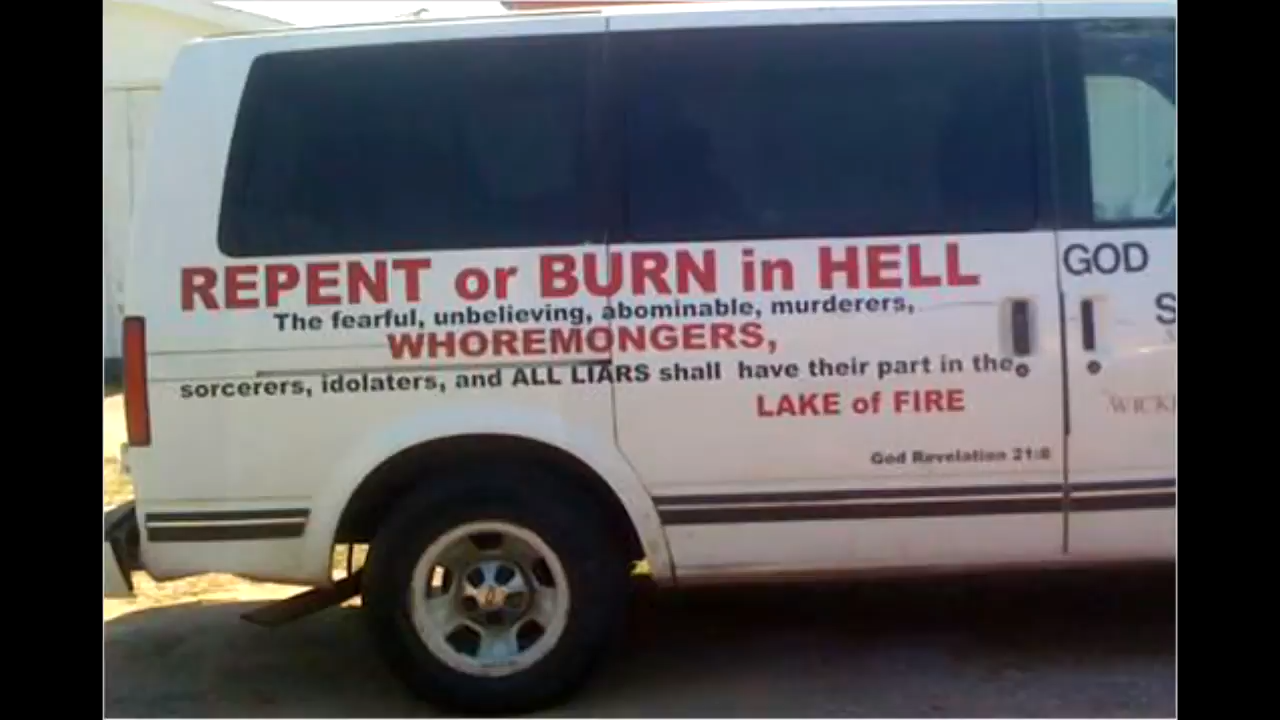 REPENT or BURN in HELL
The fearful, unbelieving, abominable, murderers,
WHOREMONGERS,
sorcerers, idolaters, and ALL LIARS shall have their part in the
LAKE of FIRE
God Revelation 21:8
GOD
S